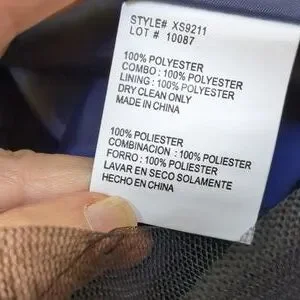 STYLE# XS9211
LOT # 10087
100% POLYESTER
COMBO : 100% POLYESTER
LINING : 100% POLYESTER
DRY CLEAN ONLY
MADE IN CHINA
100% POLIESTER
COMBINACION : 100% POLIESTER
FORRO : 100% POLIESTER
LAVAR EN SECO SOLAMENTE
HECHO EN CHINA